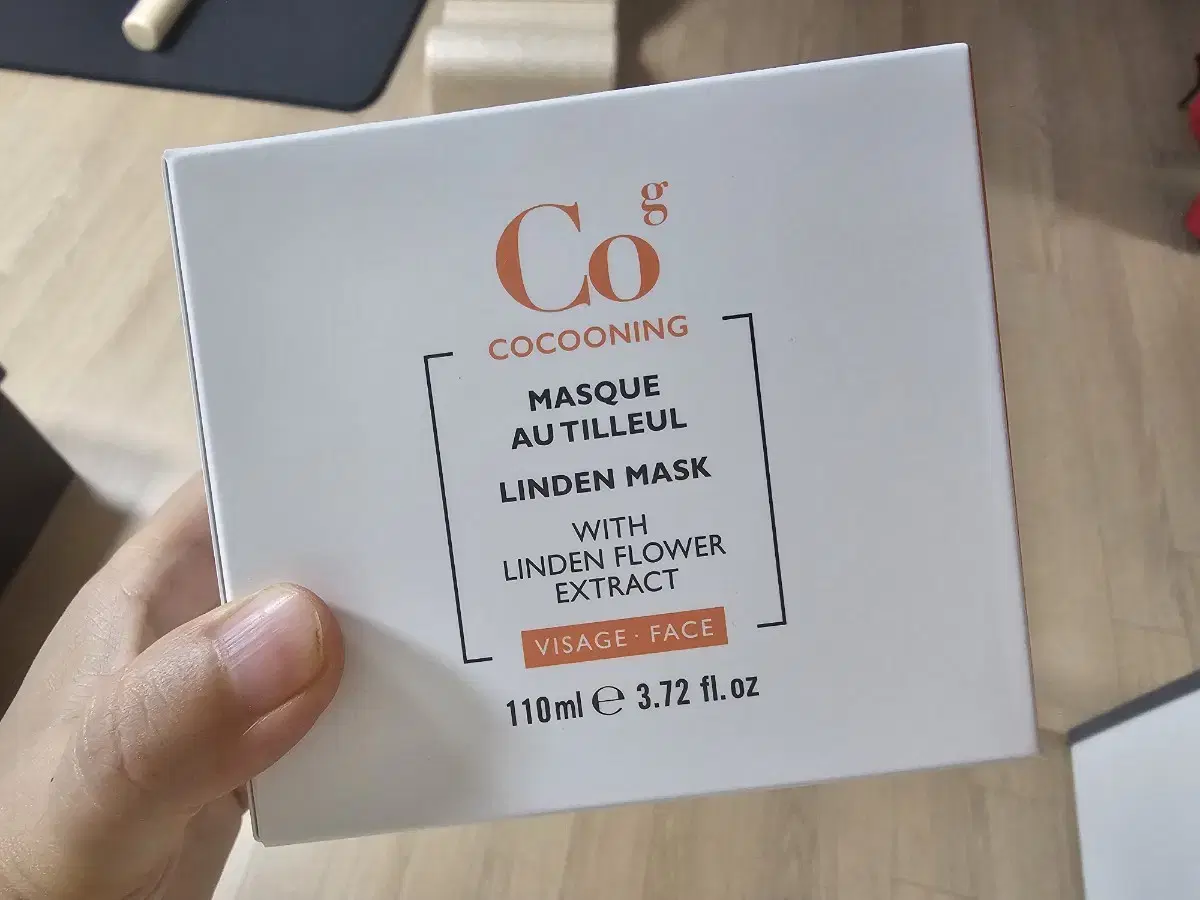 Co g
COCOONING
MASQUE
AU TILLEUL
LINDEN MASK
WITH
LINDEN FLOWER
EXTRACT
VISAGE · FACE
110ml ℮ 3.72 fl.oz